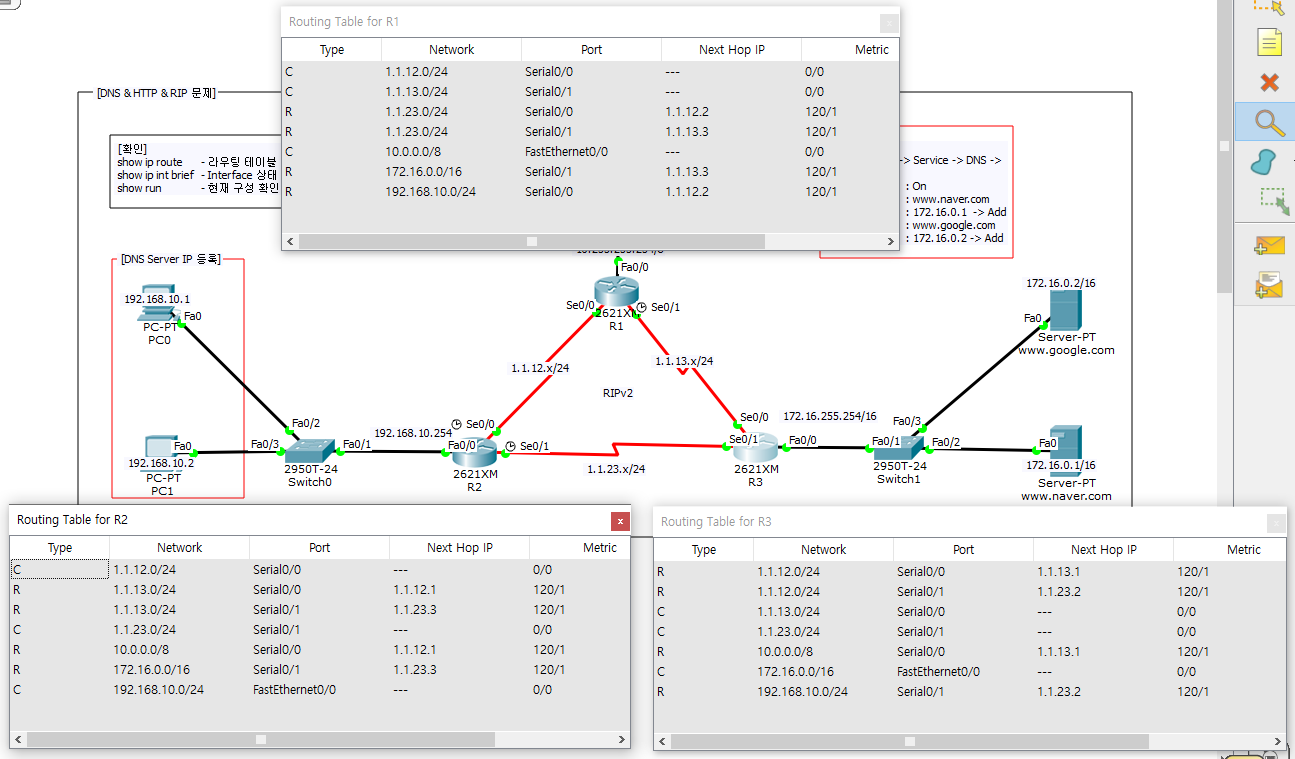 Routing Table for R1
Type Network Port Next Hop IP Metric
C 1.1.12.0/24 Serial0/0 --- 0/0
C 1.1.13.0/24 Serial0/1 --- 0/0
R 1.1.23.0/24 Serial0/0 1.1.12.2 120/1
R 1.1.23.0/24 Serial0/1 1.1.13.3 120/1
C 10.0.0.0/8 FastEthernet0/0 --- 0/0
R 172.16.0.0/16 Serial0/1 1.1.13.3 120/1
R 192.168.10.0/24 Serial0/0 1.1.12.2 120/1
[DNS & HTTP & RIP 문제]
[확인]
show ip route - 라우팅 테이블
show ip int brief - Interface 상태
show run - 현재 구성 확인
-> Service -> DNS ->
: On
: www.naver.com
: 172.16.0.1 -> Add
: www.google.com
: 172.16.0.2 -> Add
[DNS Server IP 등록]
192.168.10.1
Fa0
PC-PT
PC0
Fa0/2
Fa0
192.168.10.2
PC-PT
PC1
Fa0/3
Fa0/1
2950T-24
Switch0
192.168.10.254
Fa0/0
Se0/0
Se0/1
2621XM
R2
Fa0/0
Se0/0
Se0/1
2621XM
R1
1.1.12.x/24
1.1.13.x/24
RIPv2
1.1.23.x/24
Se0/0
Se0/1
Fa0/0
2621XM
R3
172.16.255.254/16
Fa0/3
Fa0/1
Fa0/2
2950T-24
Switch1
172.16.0.2/16
Fa0
Server-PT
www.google.com
Fa0
172.16.0.1/16
Server-PT
www.naver.com
Routing Table for R2
x
Type Network Port Next Hop IP Metric
C 1.1.12.0/24 Serial0/0 --- 0/0
R 1.1.13.0/24 Serial0/0 1.1.12.1 120/1
R 1.1.13.0/24 Serial0/1 1.1.23.3 120/1
C 1.1.23.0/24 Serial0/1 --- 0/0
R 10.0.0.0/8 Serial0/0 1.1.12.1 120/1
R 172.16.0.0/16 Serial0/1 1.1.23.3 120/1
C 192.168.10.0/24 FastEthernet0/0 --- 0/0
Routing Table for R3
Type Network Port Next Hop IP Metric
R 1.1.12.0/24 Serial0/0 1.1.13.1 120/1
R 1.1.12.0/24 Serial0/1 1.1.23.2 120/1
C 1.1.13.0/24 Serial0/0 --- 0/0
C 1.1.23.0/24 Serial0/1 --- 0/0
R 10.0.0.0/8 Serial0/0 1.1.13.1 120/1
C 172.16.0.0/16 FastEthernet0/0 --- 0/0
R 192.168.10.0/24 Serial0/1 1.1.23.2 120/1